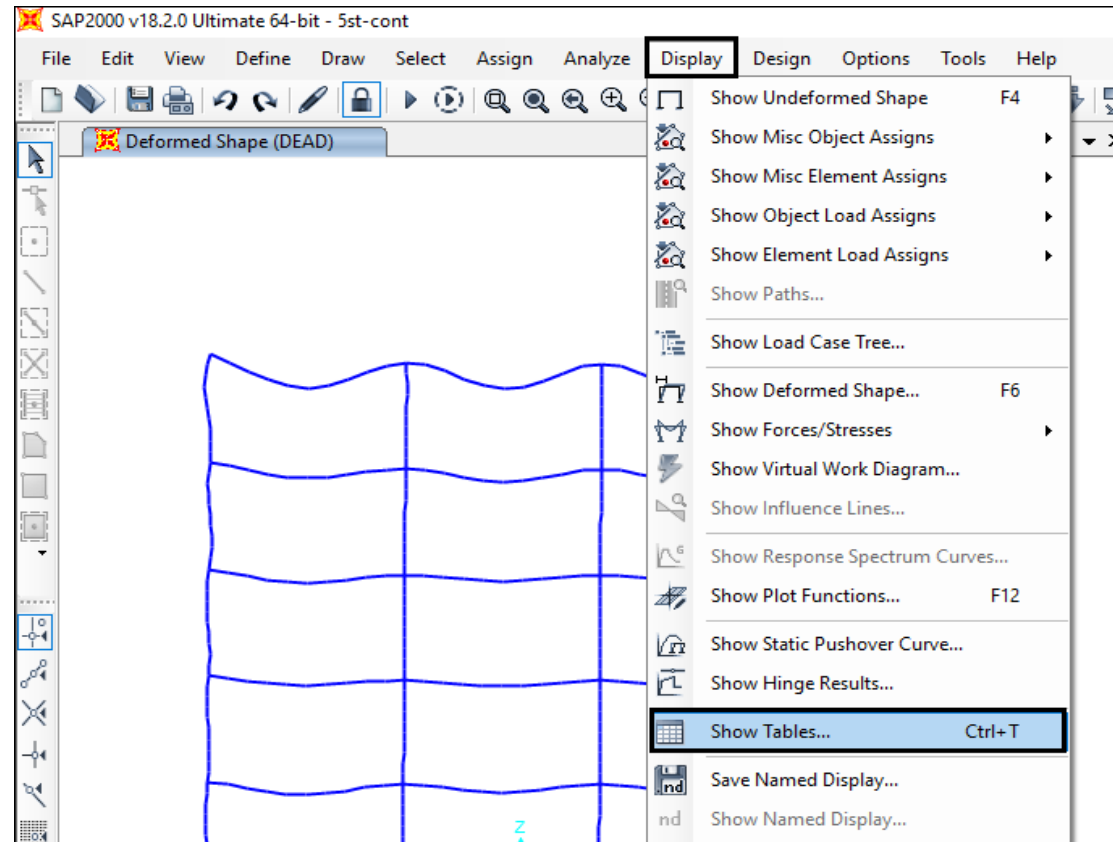 SAP2000 v18.2.0 Ultimate 64-bit - 5st-cont
File Edit View Define Draw Select Assign Analyze Display Design Options Tools Help
Deformed Shape (DEAD)
Show Undeformed Shape F4
Show Misc Object Assigns
Show Misc Element Assigns
Show Object Load Assigns
Show Element Load Assigns
Show Paths...
Show Load Case Tree...
Show Deformed Shape... F6
Show Forces/Stresses
Show Virtual Work Diagram...
Show Influence Lines...
Show Response Spectrum Curves...
Show Plot Functions... F12
Show Static Pushover Curve...
Show Hinge Results...
Show Tables... Ctrl+T
Save Named Display...
nd Show Named Display...
Z